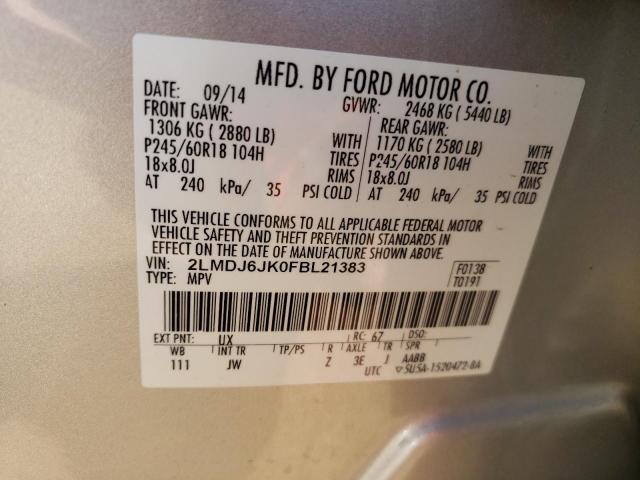 MFD. BY FORD MOTOR CO.
DATE: 09/14 GVWR: 2468 KG ( 5440 LB)
FRONT GAWR: REAR GAWR:
1306 KG ( 2880 LB) WITH 1170 KG ( 2580 LB) WITH
P245/60R18 104H TIRES P245/60R18 104H TIRES
18x8.0J RIMS 18x8.0J RIMS
AT 240 kPa/ 35 PSI COLD AT 240 kPa/ 35 PSI COLD
THIS VEHICLE CONFORMS TO ALL APPLICABLE FEDERAL MOTOR
VEHICLE SAFETY AND THEFT PREVENTION STANDARDS IN
EFFECT ON THE DATE OF MANUFACTURE SHOWN ABOVE.
VIN: 2LMDJ6JK0FBL21383 F0138
TYPE: MPV T0191
EXT PNT: UX RC: 67 DSO:
WB INT TR TP/PS R AXLE TR SPR
111 JW Z 3E J AABB
UTC ▽5U5A-1520472-BA